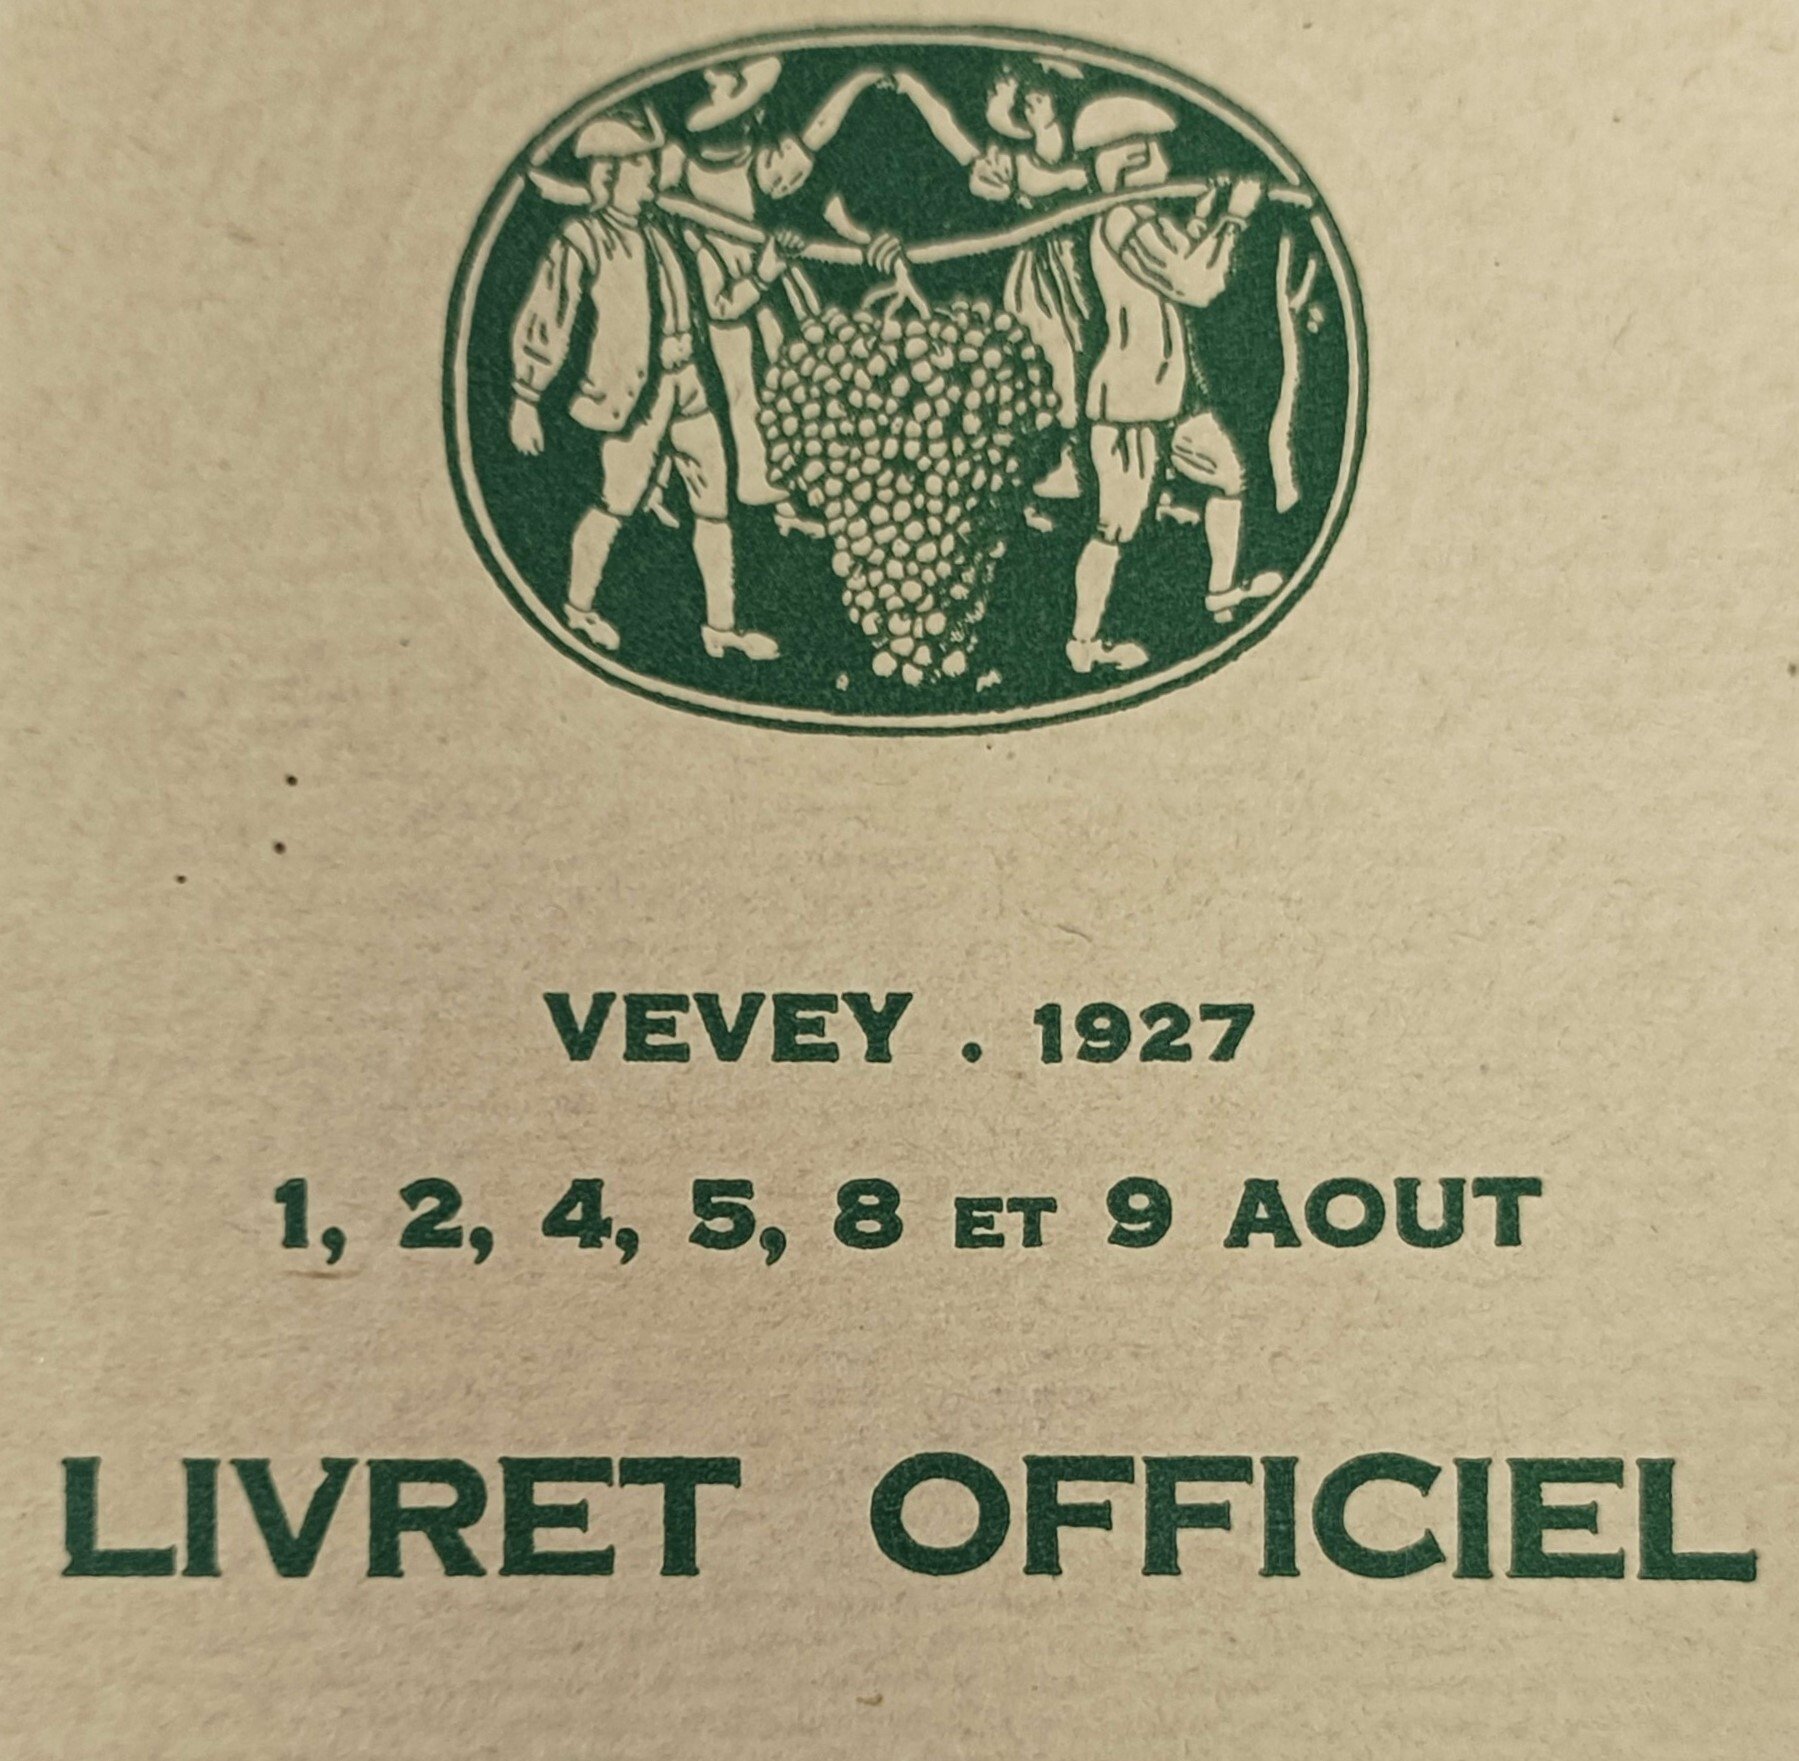 VEVEY . 1927
1, 2, 4, 5, 8 ET 9 AOUT
LIVRET OFFICIEL